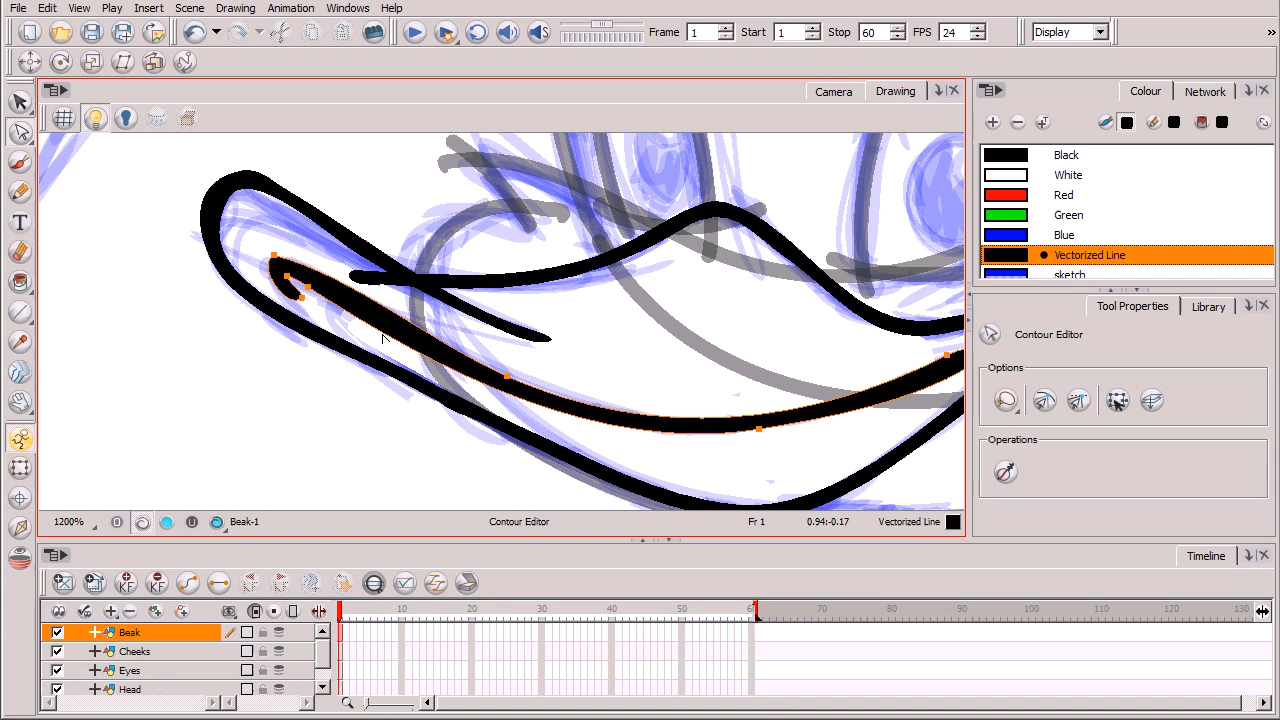 File Edit View Play Insert Scene Drawing Animation Windows Help
Frame 1 Start 1 Stop 60 FPS 24 Display »
Camera Drawing
Colour Network
Black
White
Red
Green
Blue
Vectorized Line
sketch
Tool Properties Library
Contour Editor
Options
Operations
1200% Beak-1 Contour Editor Fr 1 0.94:-0.17 Vectorized Line
Timeline
KF KF
10 20 30 40 50 60 70 80 90 100 110 120 130
Beak
Cheeks
Eyes
Head